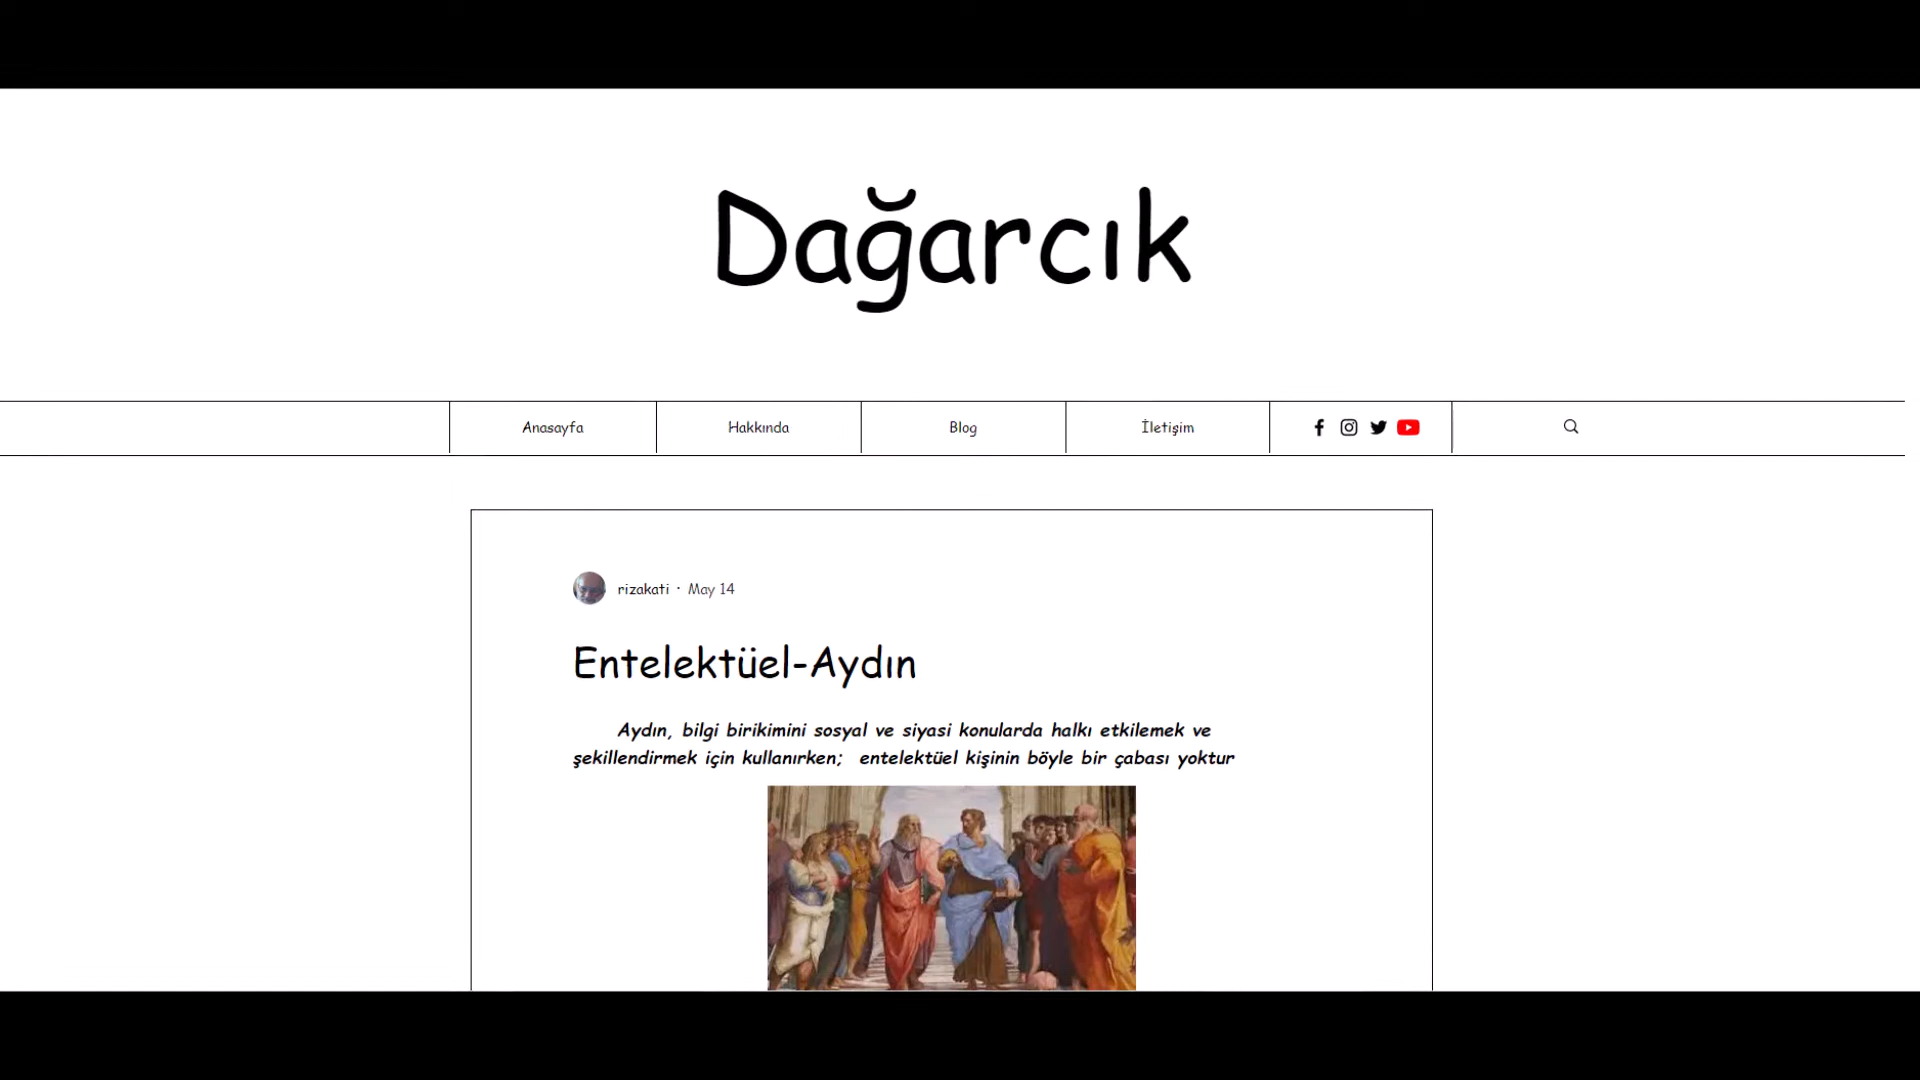 Dağarcık
Anasayfa
Hakkında
Blog
İletişim
rizakati · May 14
Entelektüel-Aydın
Aydın, bilgi birikimini sosyal ve siyasi konularda halkı etkilemek ve
şekillendirmek için kullanırken; entelektüel kişinin böyle bir çabası yoktur